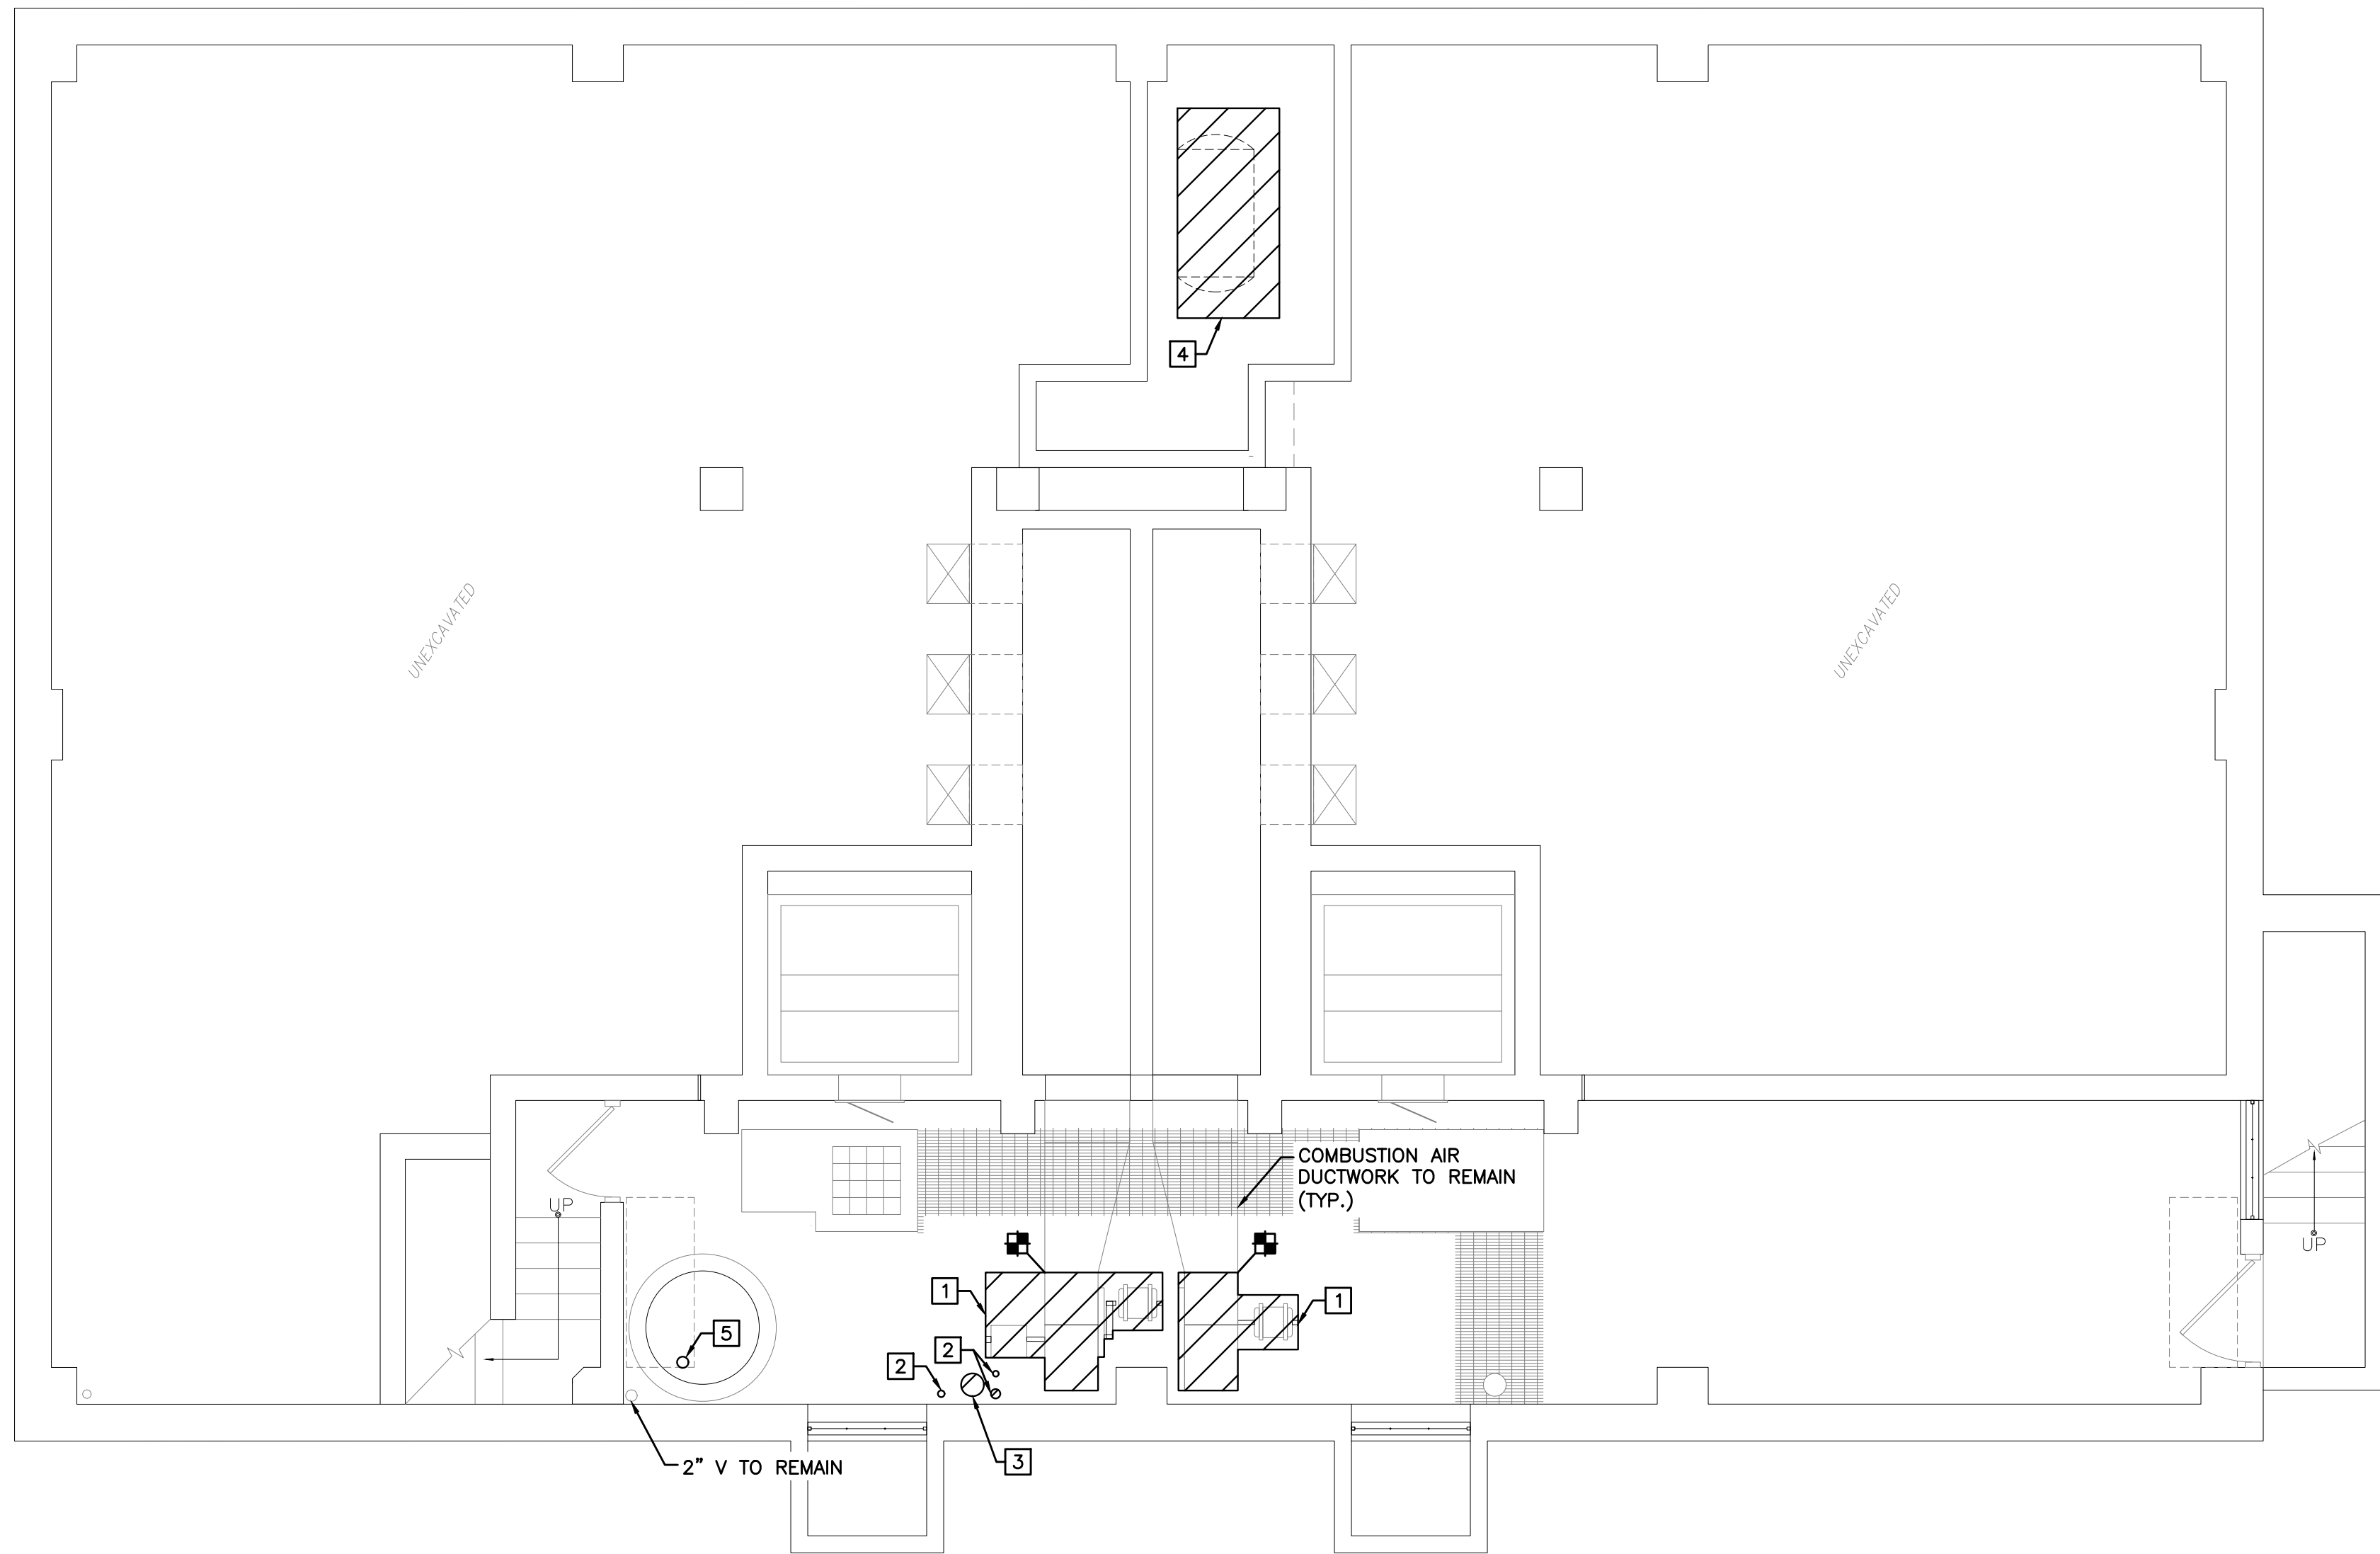 4
UNEXCAVATED
UNEXCAVATED
COMBUSTION AIR
DUCTWORK TO REMAIN
(TYP.)
UP
UP
1
1
5
2
2
3
2" V TO REMAIN